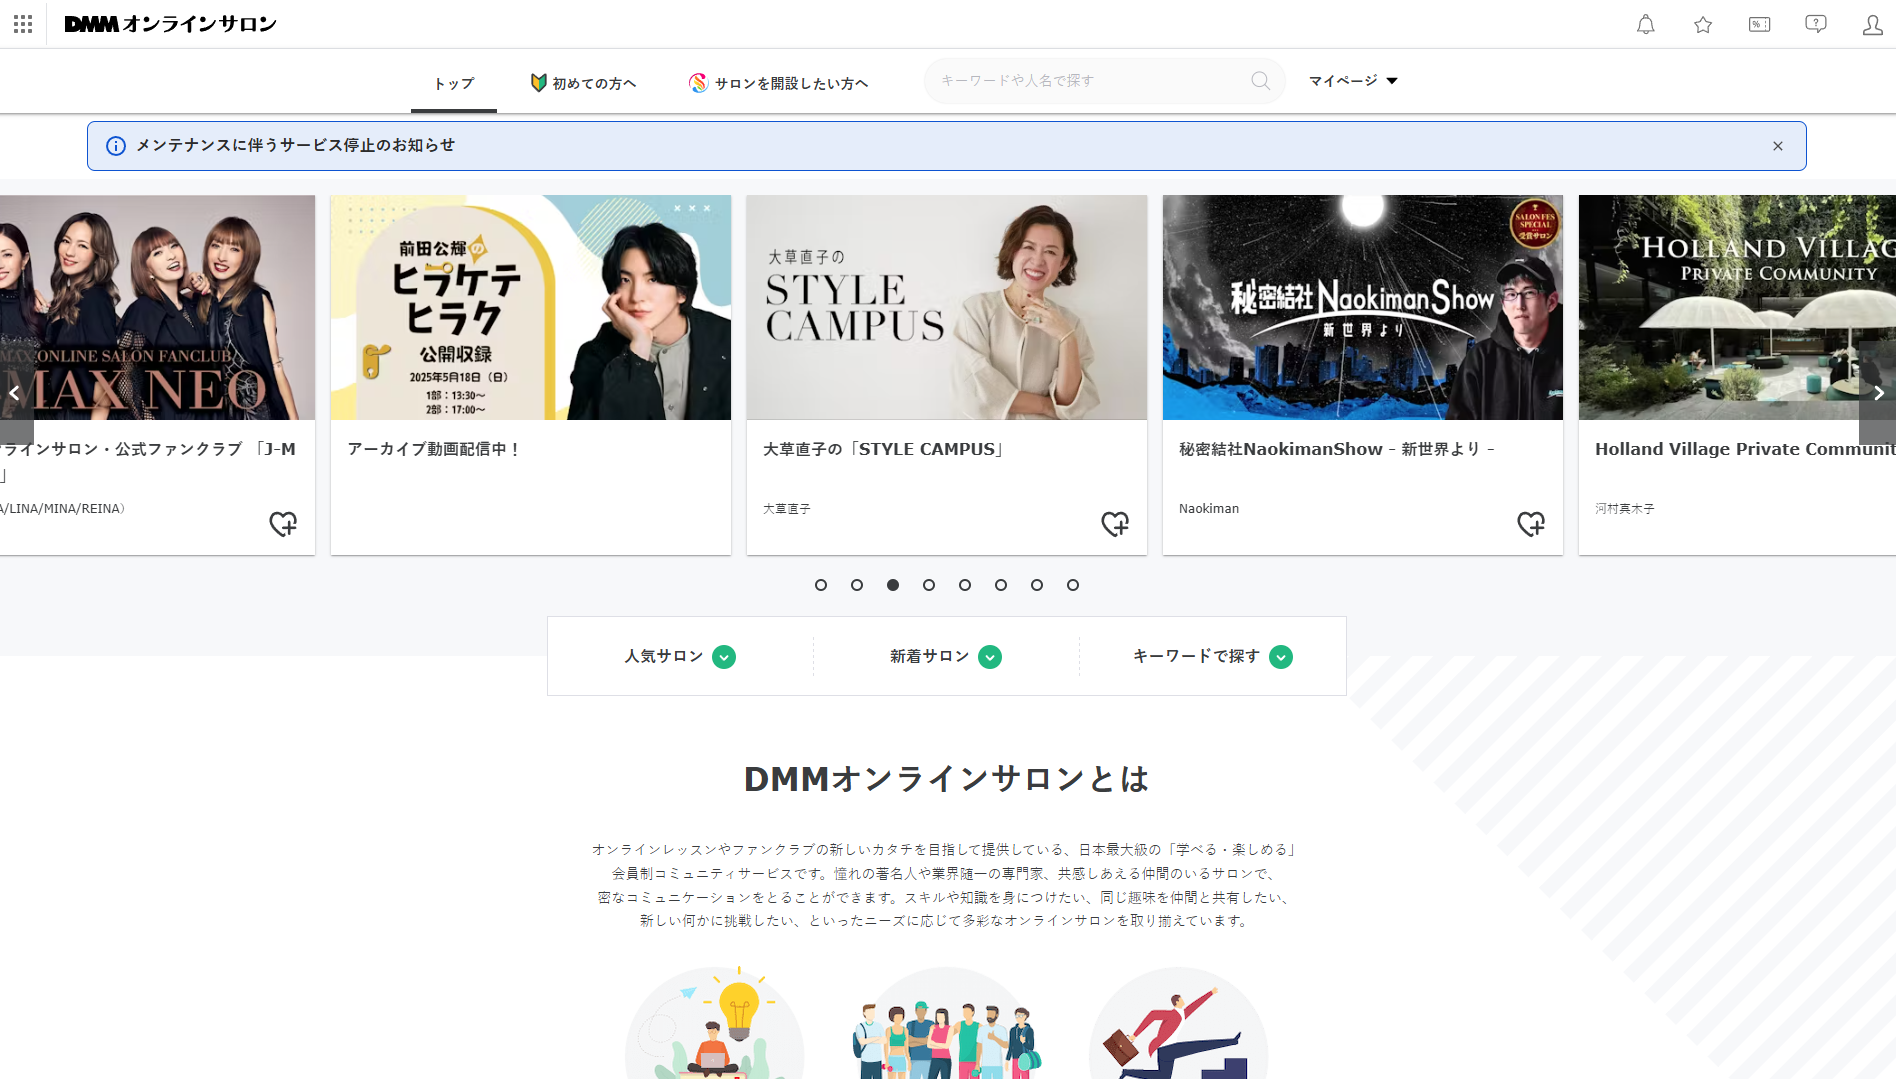 DMM オンラインサロン
トップ
初めての方へ
サロンを開設したい方へ
キーワードや人名で探す
マイページ
メンテナンスに伴うサービス停止のお知らせ
MAX ONLINE SALON FANCLUB
MAX NEO
ラインサロン・公式ファンクラブ 「J-M
」
A/LINA/MINA/REINA）
前田公輝の
ヒラケテ
ヒラク
公開収録
2025年5月18日（日）
1部：13:30～
2部：17:00～
アーカイブ動画配信中！
大草直子の
STYLE
CAMPUS
大草直子の「STYLE CAMPUS」
大草直子
SALON FES
SPECIAL
受賞サロン
秘密結社NaokimanShow
新世界より
秘密結社NaokimanShow - 新世界より -
Naokiman
HOLLAND VILLAG
PRIVATE COMMUNITY
Holland Village Private Communit
河村真木子
人気サロン
新着サロン
キーワードで探す
DMMオンラインサロンとは
オンラインレッスンやファンクラブの新しいカタチを目指して提供している、日本最大級の「学べる・楽しめる」
会員制コミュニティサービスです。憧れの著名人や業界随一の専門家、共感しあえる仲間のいるサロンで、
密なコミュニケーションをとることができます。スキルや知識を身につけたい、同じ趣味を仲間と共有したい、
新しい何かに挑戦したい、といったニーズに応じて多彩なオンラインサロンを取り揃えています。